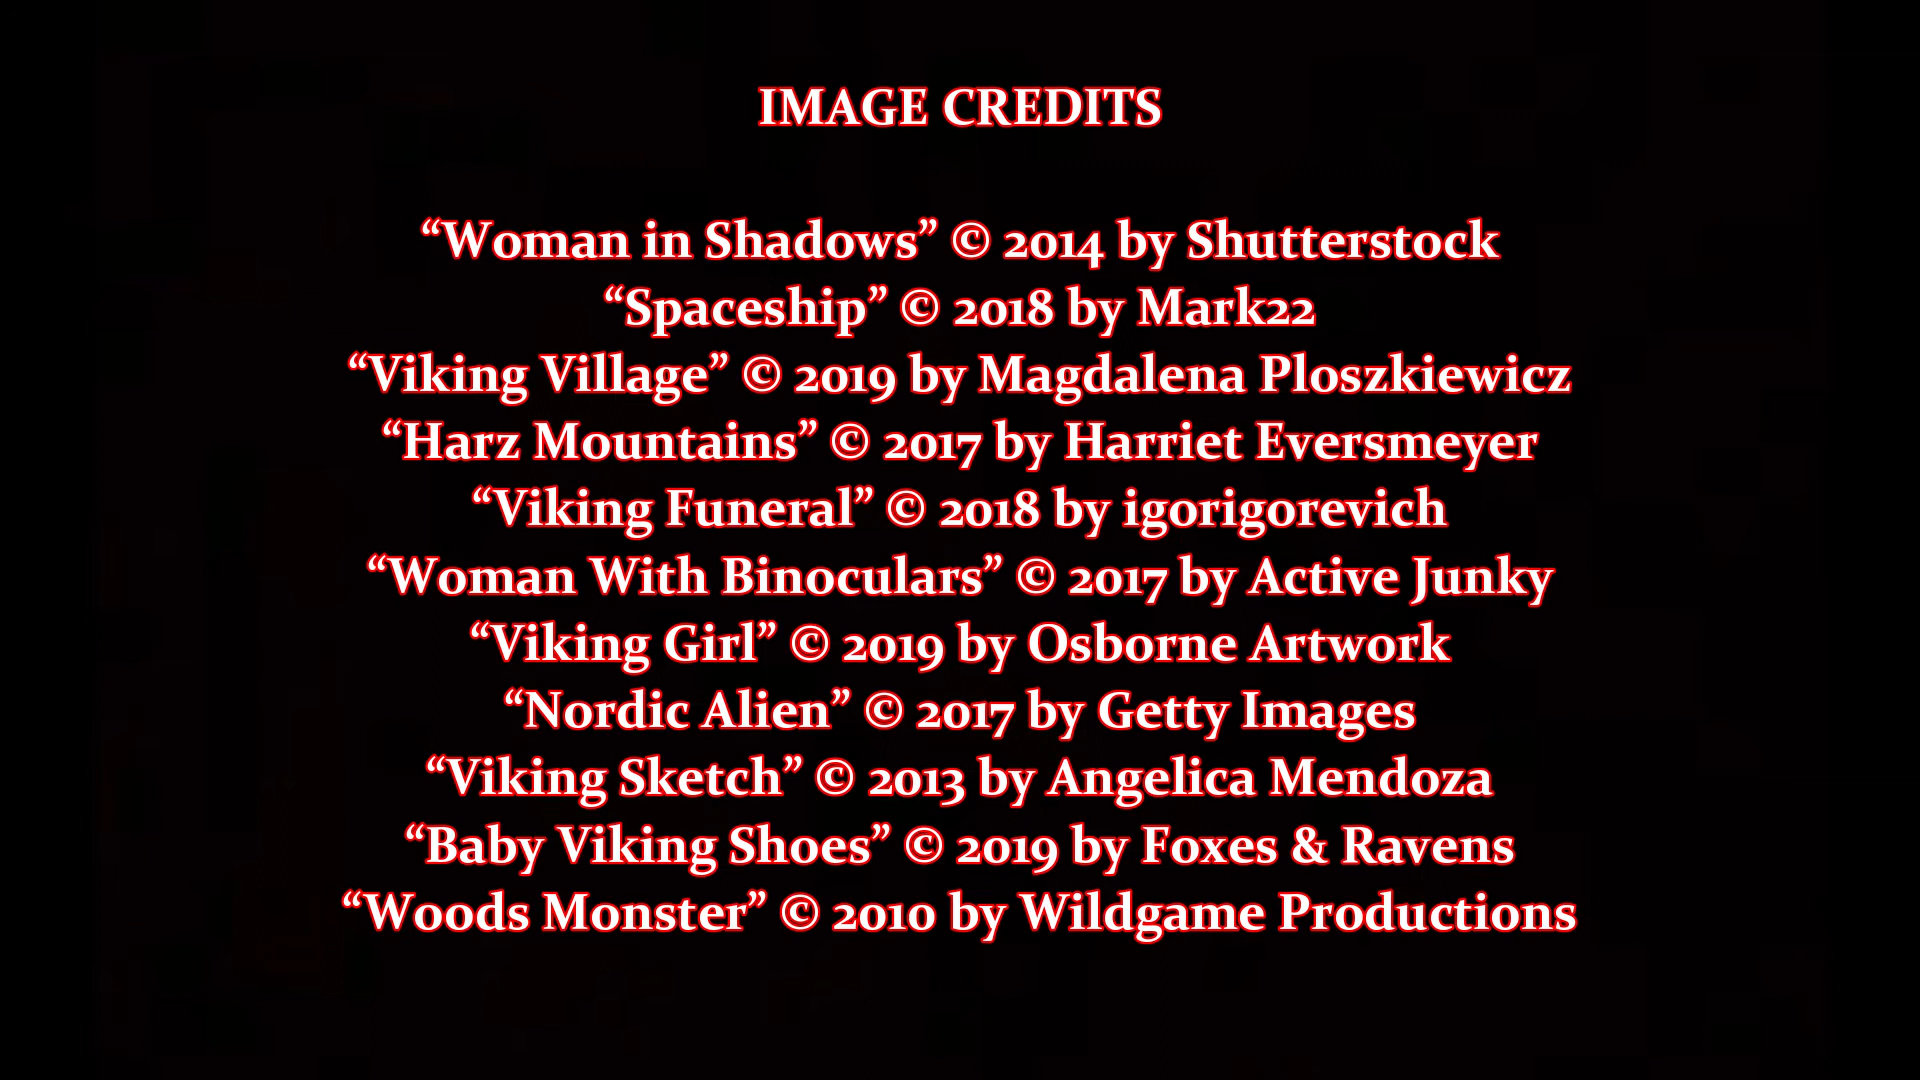 IMAGE CREDITS
“Woman in Shadows” © 2014 by Shutterstock
“Spaceship” © 2018 by Mark22
“Viking Village” © 2019 by Magdalena Ploszkiewicz
“Harz Mountains” © 2017 by Harriet Eversmeyer
“Viking Funeral” © 2018 by igorigorevich
“Woman With Binoculars” © 2017 by Active Junky
“Viking Girl” © 2019 by Osborne Artwork
“Nordic Alien” © 2017 by Getty Images
“Viking Sketch” © 2013 by Angelica Mendoza
“Baby Viking Shoes” © 2019 by Foxes & Ravens
“Woods Monster” © 2010 by Wildgame Productions